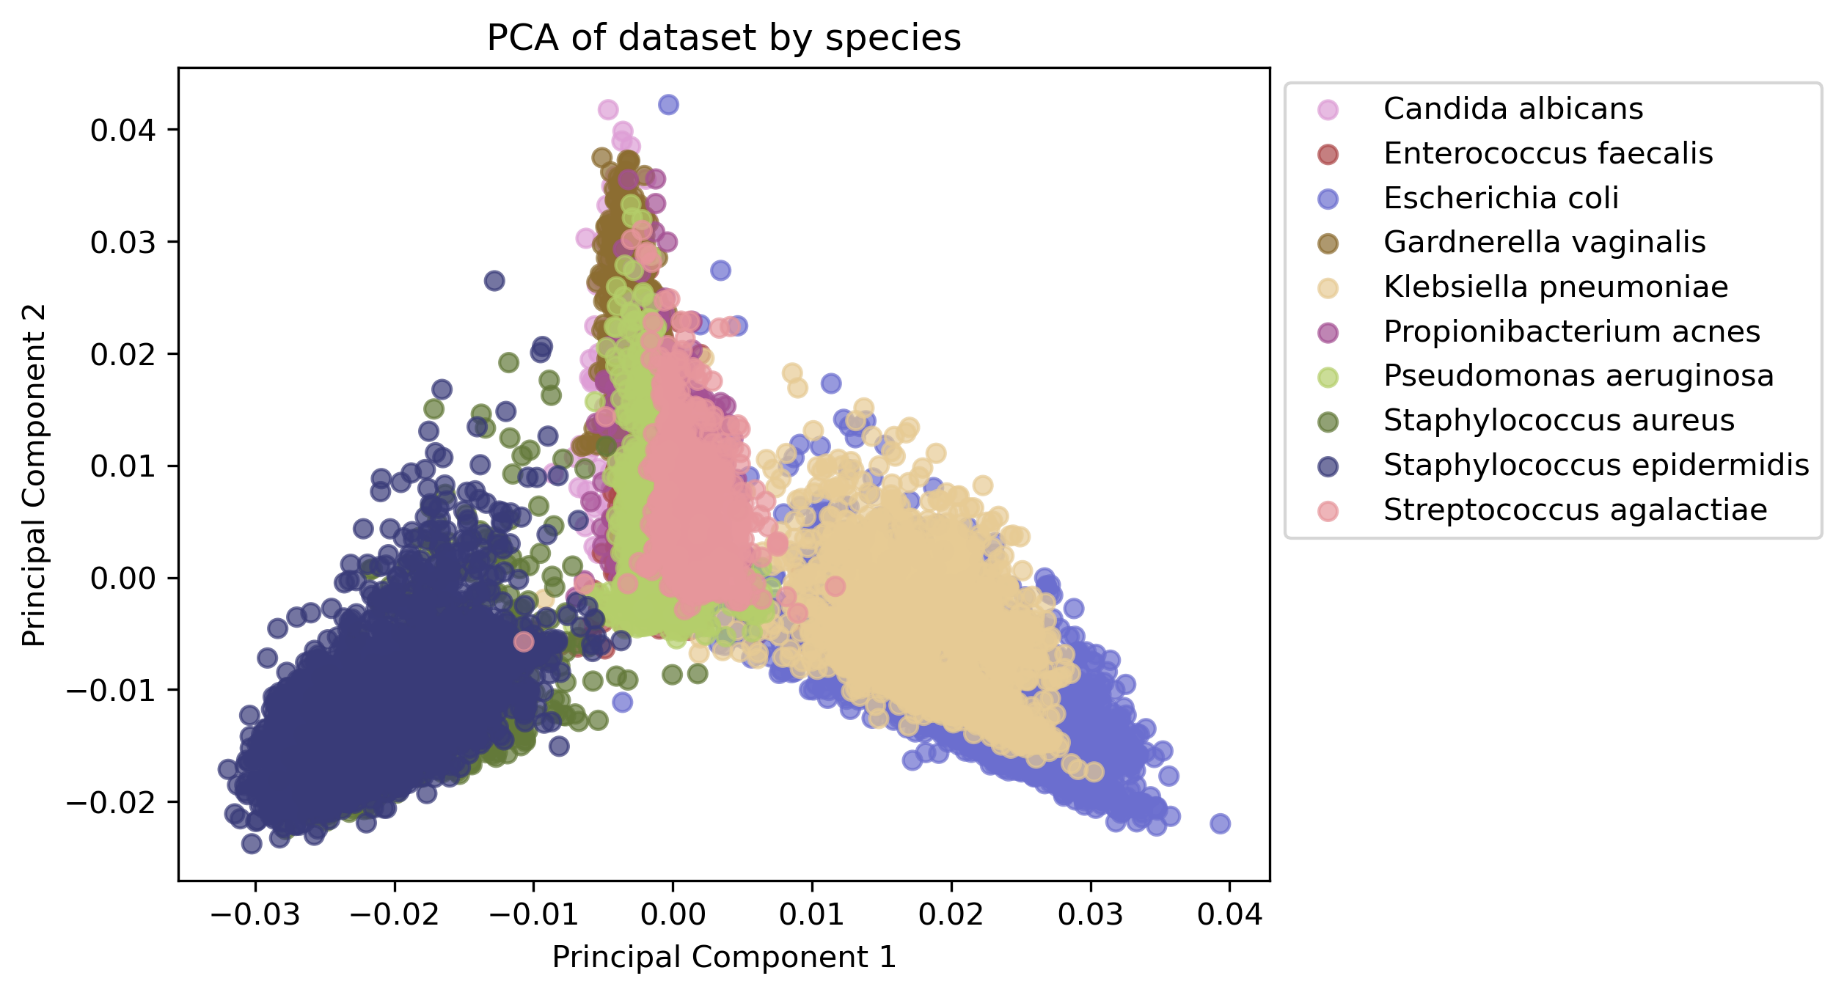 PCA of dataset by species
Candida albicans
Enterococcus faecalis
Escherichia coli
Gardnerella vaginalis
Klebsiella pneumoniae
Propionibacterium acnes
Pseudomonas aeruginosa
Staphylococcus aureus
Staphylococcus epidermidis
Streptococcus agalactiae
Principal Component 2
0.04
0.03
0.02
0.01
0.00
−0.01
−0.02
−0.03 −0.02 −0.01 0.00 0.01 0.02 0.03 0.04
Principal Component 1